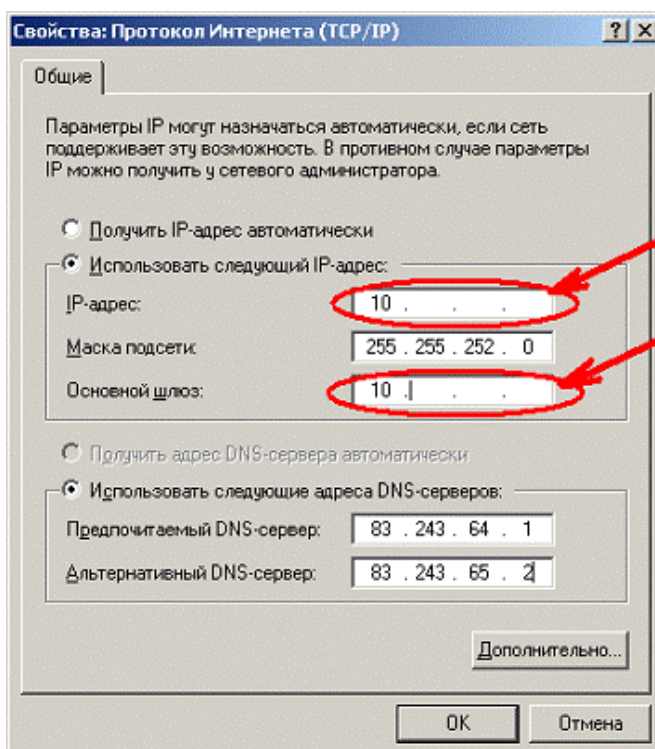 Свойства: Протокол Интернета (TCP/IP)
Общие
Параметры IP могут назначаться автоматически, если сеть
поддерживает эту возможность. В противном случае параметры
IP можно получить у сетевого администратора.
Получить IP-адрес автоматически
Использовать следующий IP-адрес:
IP-адрес: 10 . . .
Маска подсети: 255 . 255 . 252 . 0
Основной шлюз: 10 . . .
Получить адрес DNS-сервера автоматически
Использовать следующие адреса DNS-серверов:
Предпочитаемый DNS-сервер: 83 . 243 . 64 . 1
Альтернативный DNS-сервер: 83 . 243 . 65 . 2
Дополнительно...
OK Отмена